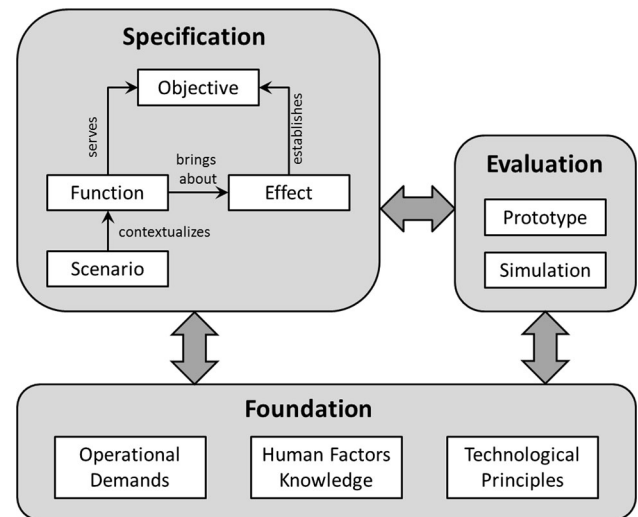 Specification
Objective
serves
establishes
brings
about
Function
Effect
contextualizes
Scenario
Evaluation
Prototype
Simulation
Foundation
Operational
Demands
Human Factors
Knowledge
Technological
Principles